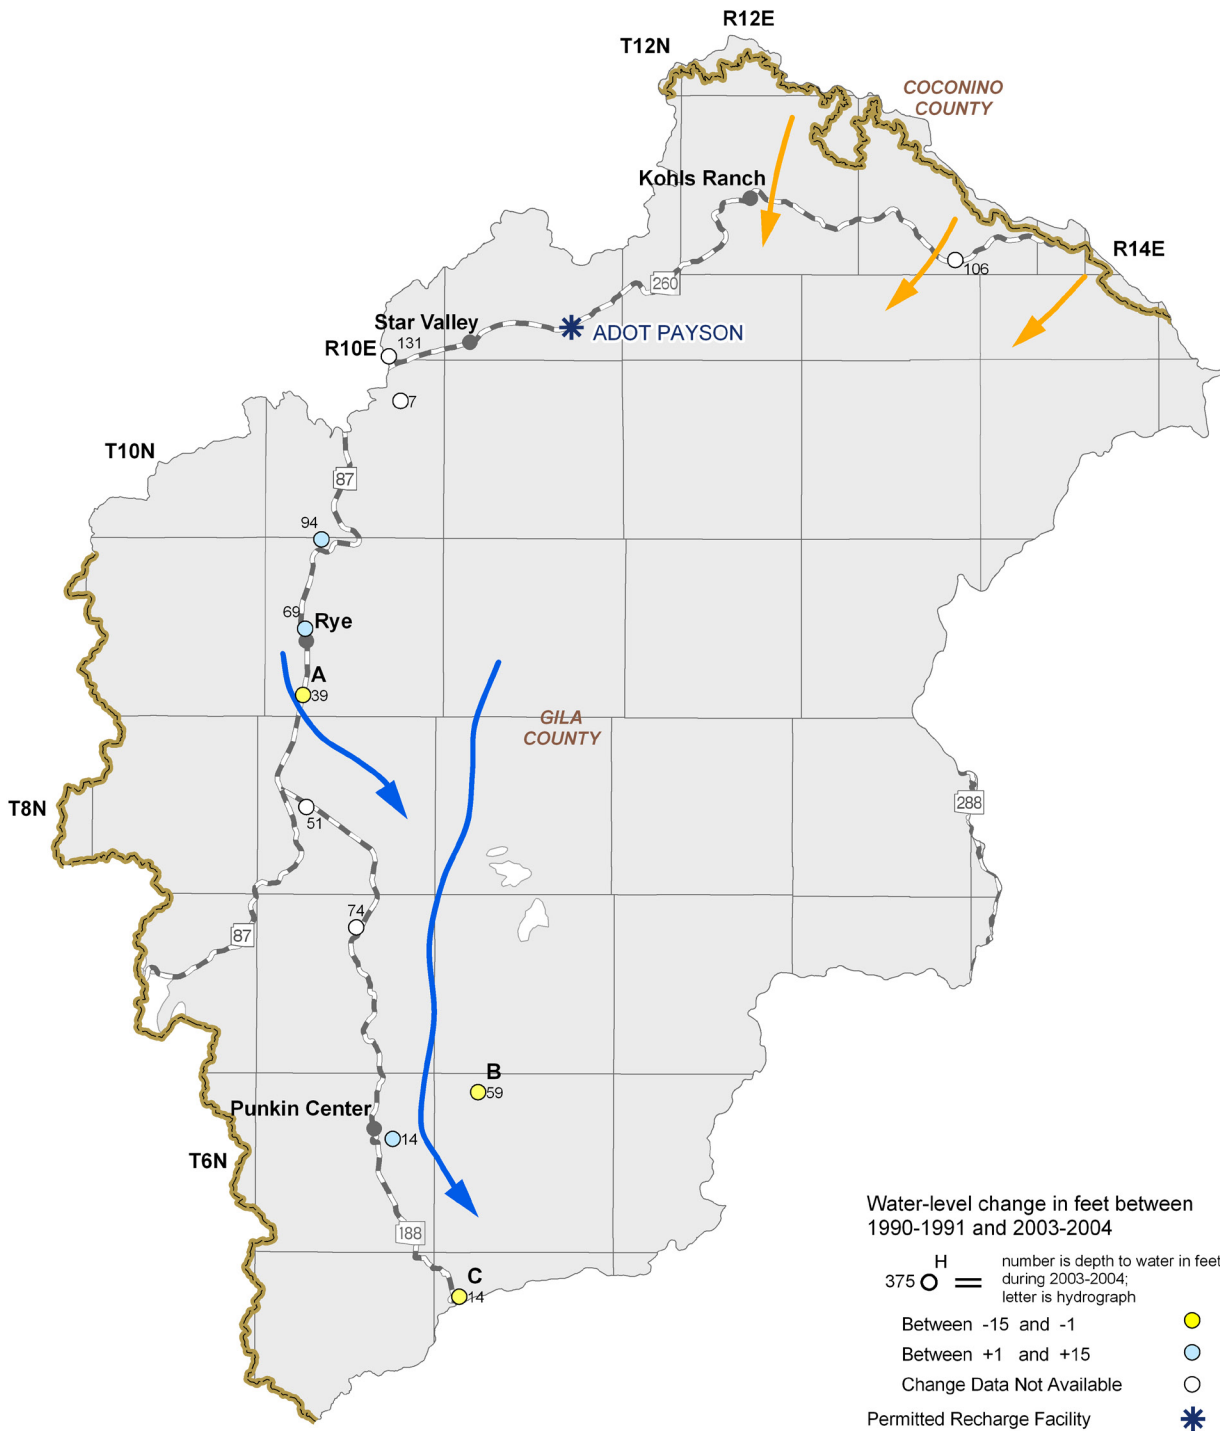 R12E
T12N
COCONINO
COUNTY
Kohls Ranch
R14E
106
260
Star Valley
ADOT PAYSON
R10E
131
7
T10N
87
94
69
Rye
A
39
GILA
COUNTY
T8N
288
51
74
87
B
59
Punkin Center
14
T6N
188
C
14
Water-level change in feet between
1990-1991 and 2003-2004
375 H number is depth to water in feet
during 2003-2004;
letter is hydrograph
Between -15 and -1
Between +1 and +15
Change Data Not Available
Permitted Recharge Facility